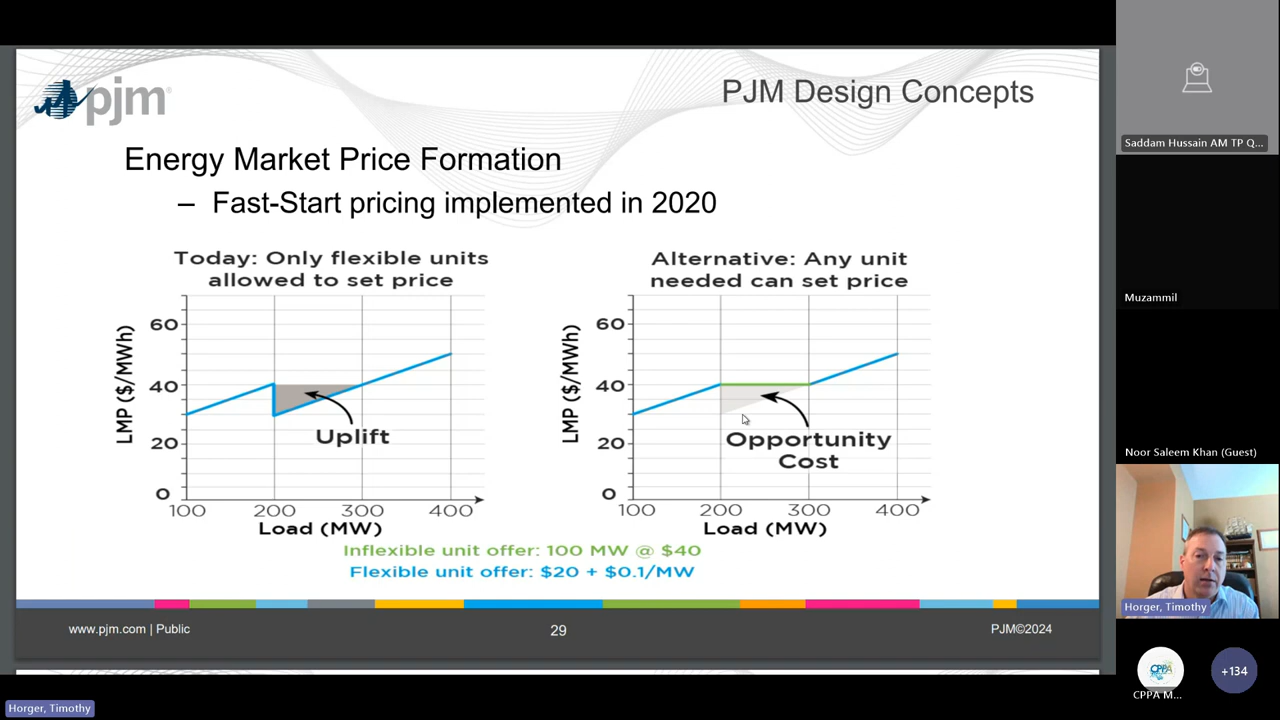 pjm
PJM Design Concepts
Energy Market Price Formation
– Fast-Start pricing implemented in 2020
Today: Only flexible units
allowed to set price
LMP ($/MWh)
60
40
20
0
100 200 300 400
Load (MW)
Uplift
Alternative: Any unit
needed can set price
LMP ($/MWh)
60
40
20
0
100 200 300 400
Load (MW)
Opportunity
Cost
Inflexible unit offer: 100 MW @ $40
Flexible unit offer: $20 + $0.1/MW
www.pjm.com | Public
29
PJM©2024
Saddam Hussain AM TP Q...
Muzammil
Noor Saleem Khan (Guest)
Horger, Timothy
CPPA
CPPA M...
+134
Horger, Timothy